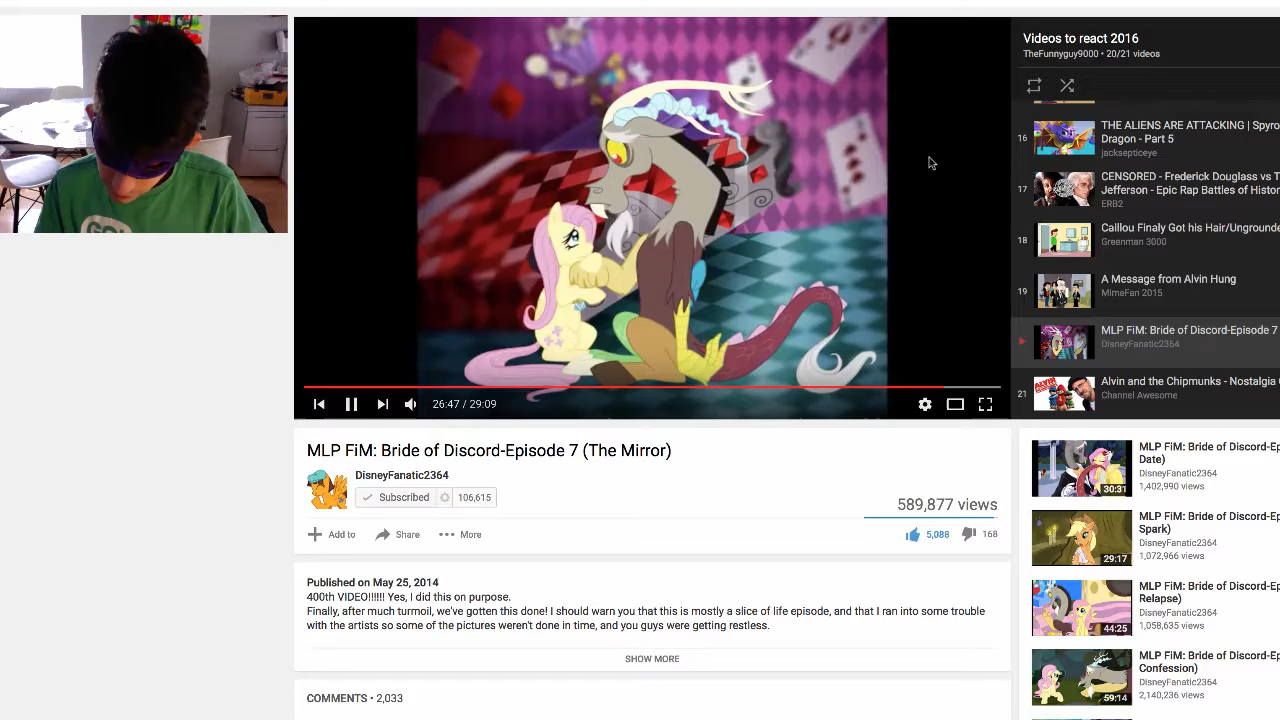 GO!
Videos to react 2016
TheFunnyguy9000 • 20/21 videos
16
THE ALIENS ARE ATTACKING | Spyro
Dragon - Part 5
jacksepticeye
17
CENSORED - Frederick Douglass vs T
Jefferson - Epic Rap Battles of Histor
ERB2
18
Caillou Finaly Got his Hair/Ungrounde
Greenman 3000
19
A Message from Alvin Hung
MimeFan 2015
MLP FiM: Bride of Discord-Episode 7
DisneyFanatic2364
21
Alvin and the Chipmunks - Nostalgia
Channel Awesome
26:47 / 29:09
MLP FiM: Bride of Discord-Episode 7 (The Mirror)
DisneyFanatic2364
Subscribed 106,615
589,877 views
Add to Share More
5,088 168
Published on May 25, 2014
400th VIDEO!!!!!! Yes, I did this on purpose.
Finally, after much turmoil, we've gotten this done! I should warn you that this is mostly a slice of life episode, and that I ran into some trouble
with the artists so some of the pictures weren't done in time, and you guys were getting restless.
SHOW MORE
COMMENTS • 2,033
MLP FiM: Bride of Discord-Ep
Date)
DisneyFanatic2364
1,402,990 views
30:31
MLP FiM: Bride of Discord-Ep
Spark)
DisneyFanatic2364
1,072,966 views
29:17
MLP FiM: Bride of Discord-Ep
Relapse)
DisneyFanatic2364
1,058,635 views
44:25
MLP FiM: Bride of Discord-Ep
Confession)
DisneyFanatic2364
2,140,236 views
59:14